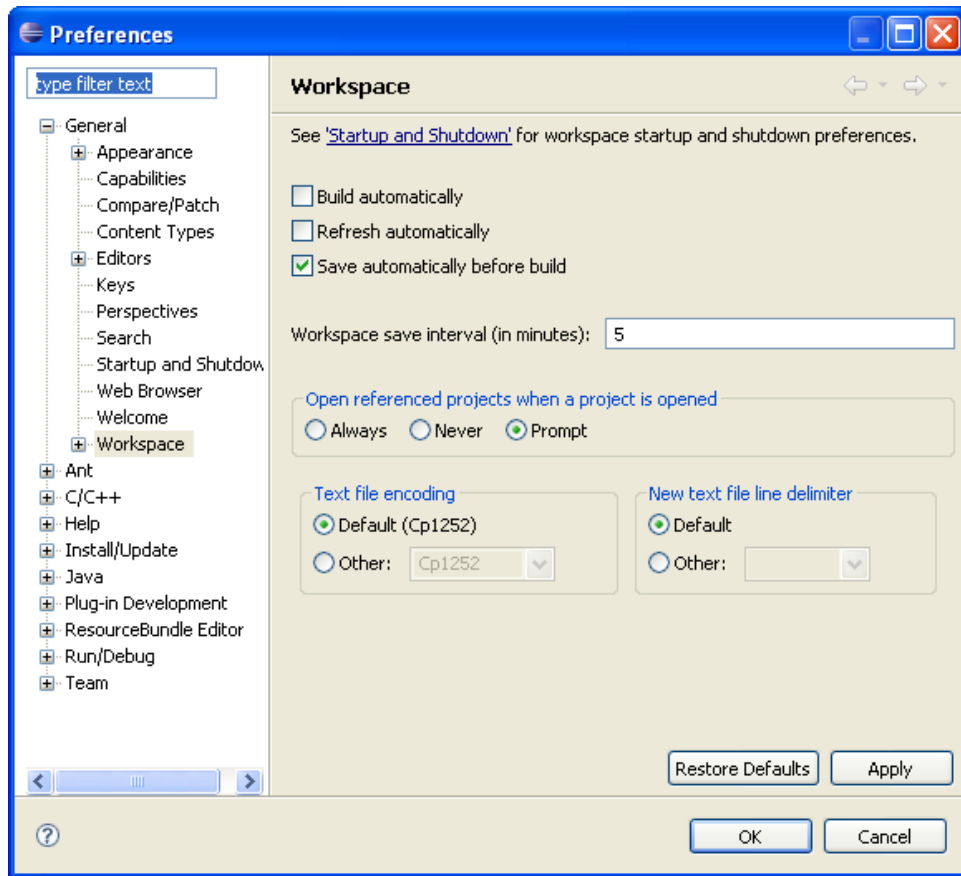 Preferences
type filter text
General
Appearance
Capabilities
Compare/Patch
Content Types
Editors
Keys
Perspectives
Search
Startup and Shutdow
Web Browser
Welcome
Workspace
Ant
C/C++
Help
Install/Update
Java
Plug-in Development
ResourceBundle Editor
Run/Debug
Team
Workspace
See 'Startup and Shutdown' for workspace startup and shutdown preferences.
Build automatically
Refresh automatically
Save automatically before build
Workspace save interval (in minutes): 5
Open referenced projects when a project is opened
Always Never Prompt
Text file encoding
Default (Cp1252)
Other: Cp1252
New text file line delimiter
Default
Other:
Restore Defaults Apply
OK Cancel